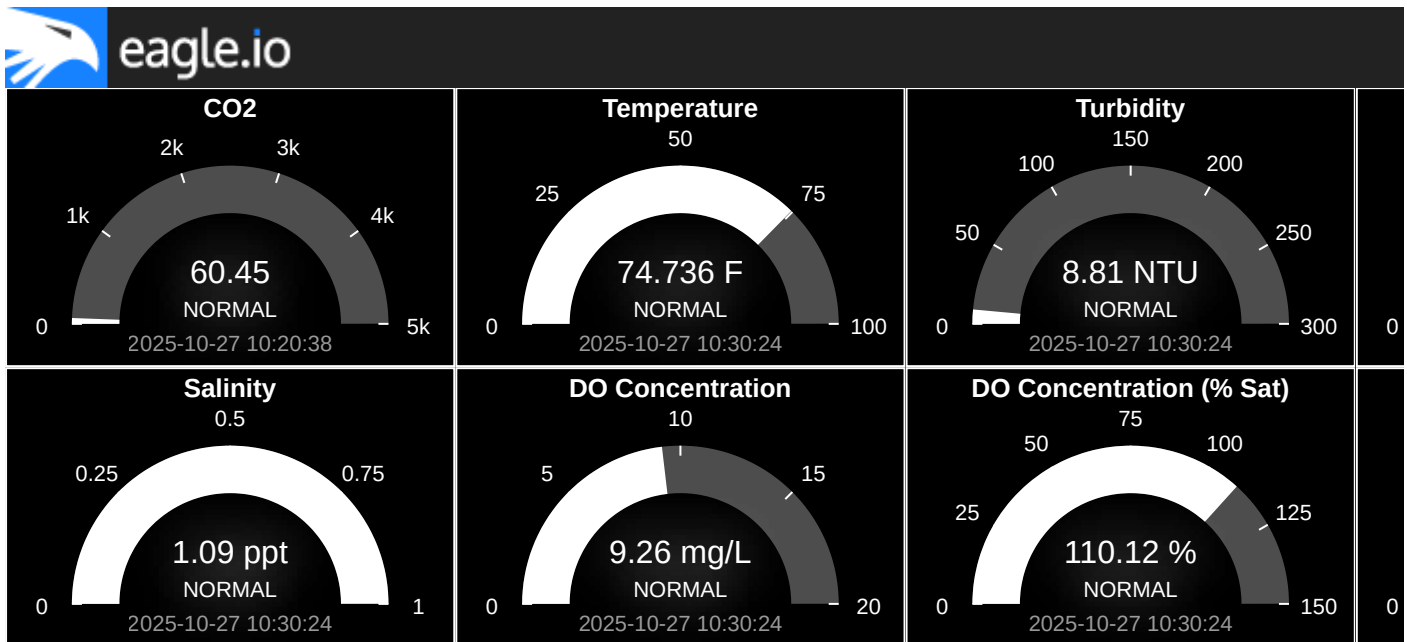 eagle.io
CO2
2k
3k
1k
4k
0
5k
60.45
NORMAL
2025-10-27 10:20:38
Temperature
50
25
75
0
100
74.736 F
NORMAL
2025-10-27 10:30:24
Turbidity
150
100
200
50
250
0
300
8.81 NTU
NORMAL
2025-10-27 10:30:24
0
Salinity
0.5
0.25
0.75
0
1
1.09 ppt
NORMAL
2025-10-27 10:30:24
DO Concentration
10
5
15
0
20
9.26 mg/L
NORMAL
2025-10-27 10:30:24
DO Concentration (% Sat)
75
50
100
25
125
0
150
110.12 %
NORMAL
2025-10-27 10:30:24
0